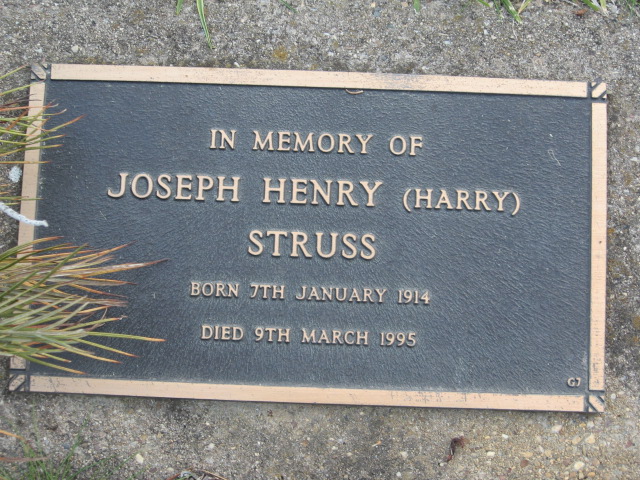 IN MEMORY OF
JOSEPH HENRY (HARRY)
STRUSS
BORN 7TH JANUARY 1914
DIED 9TH MARCH 1995
G7